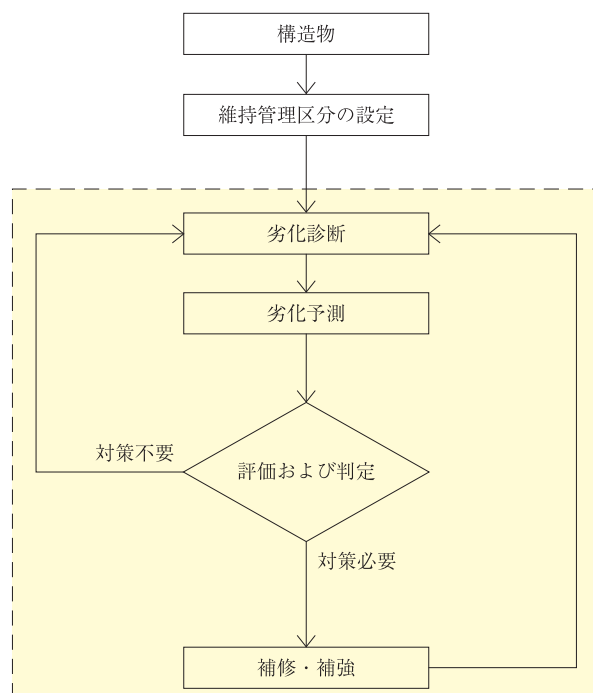 構造物
維持管理区分の設定
劣化診断
劣化予測
対策不要
評価および判定
対策必要
補修・補強